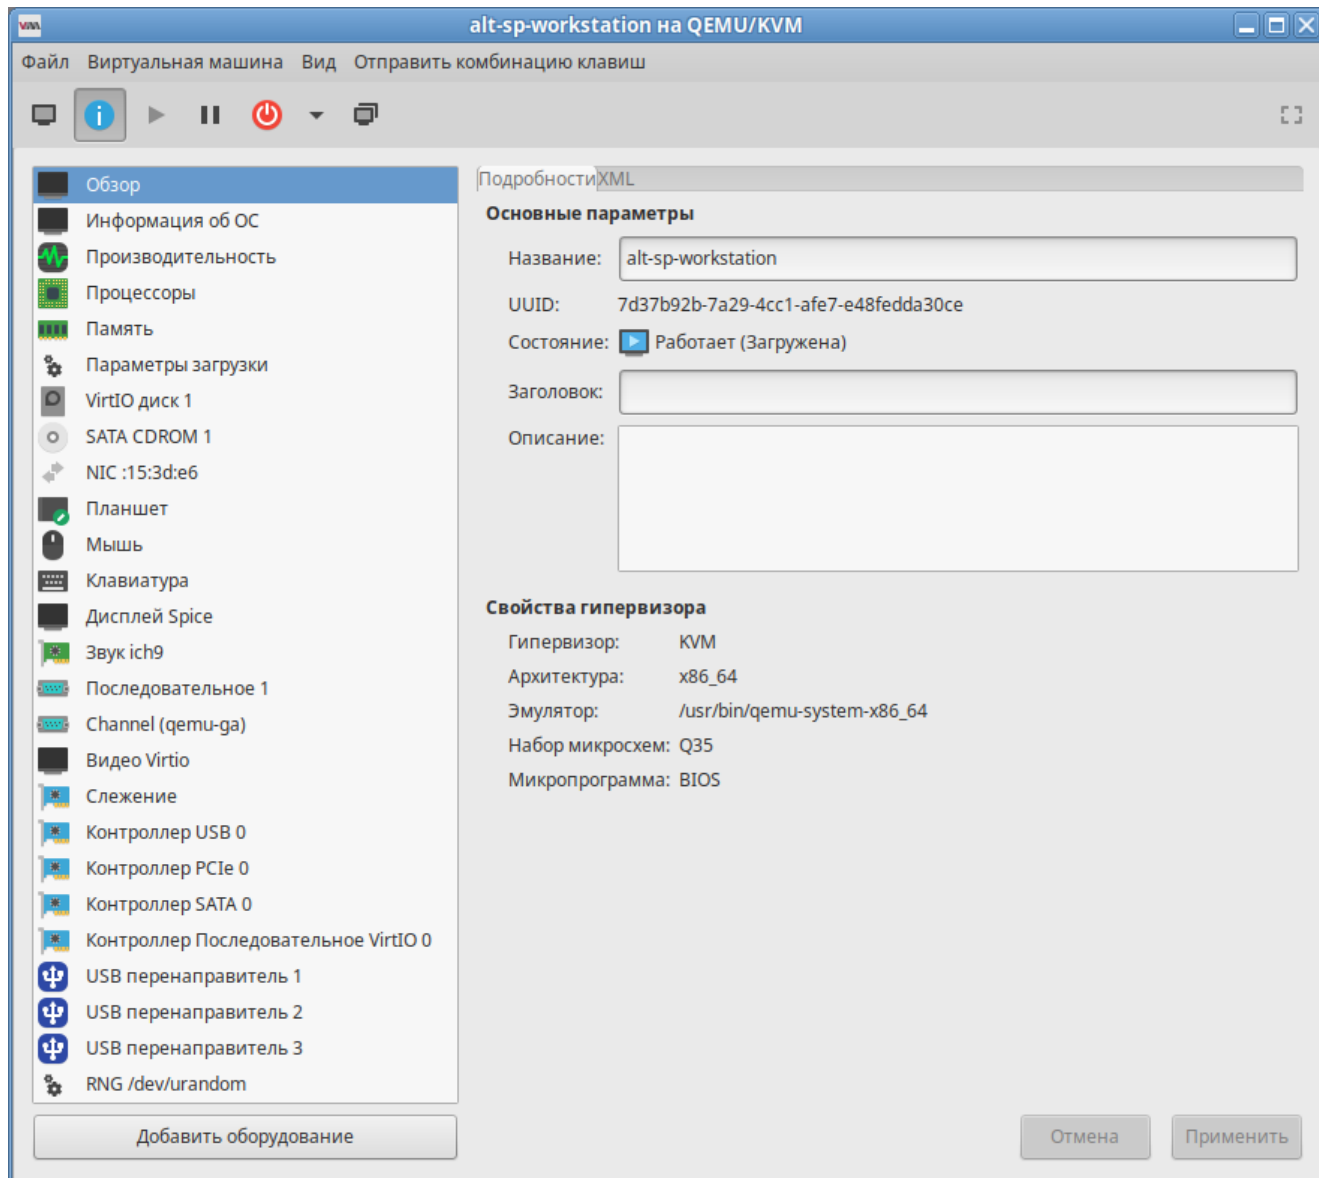 alt-sp-workstation на QEMU/KVM
Файл Виртуальная машина Вид Отправить комбинацию клавиш
Обзор
Информация об ОС
Производительность
Процессоры
Память
Параметры загрузки
VirtIO диск 1
SATA CDROM 1
NIC :15:3d:e6
Планшет
Мышь
Клавиатура
Дисплей Spice
Звук ich9
Последовательное 1
Channel (qemu-ga)
Видео Virtio
Слежение
Контроллер USB 0
Контроллер PCIe 0
Контроллер SATA 0
Контроллер Последовательное VirtIO 0
USB перенаправитель 1
USB перенаправитель 2
USB перенаправитель 3
RNG /dev/urandom
Добавить оборудование
Подробности XML
Основные параметры
Название: alt-sp-workstation
UUID: 7d37b92b-7a29-4cc1-afe7-e48fedda30ce
Состояние: Работает (Загружена)
Заголовок:
Описание:
Свойства гипервизора
Гипервизор: KVM
Архитектура: x86_64
Эмулятор: /usr/bin/qemu-system-x86_64
Набор микросхем: Q35
Микропрограмма: BIOS
Отмена Применить